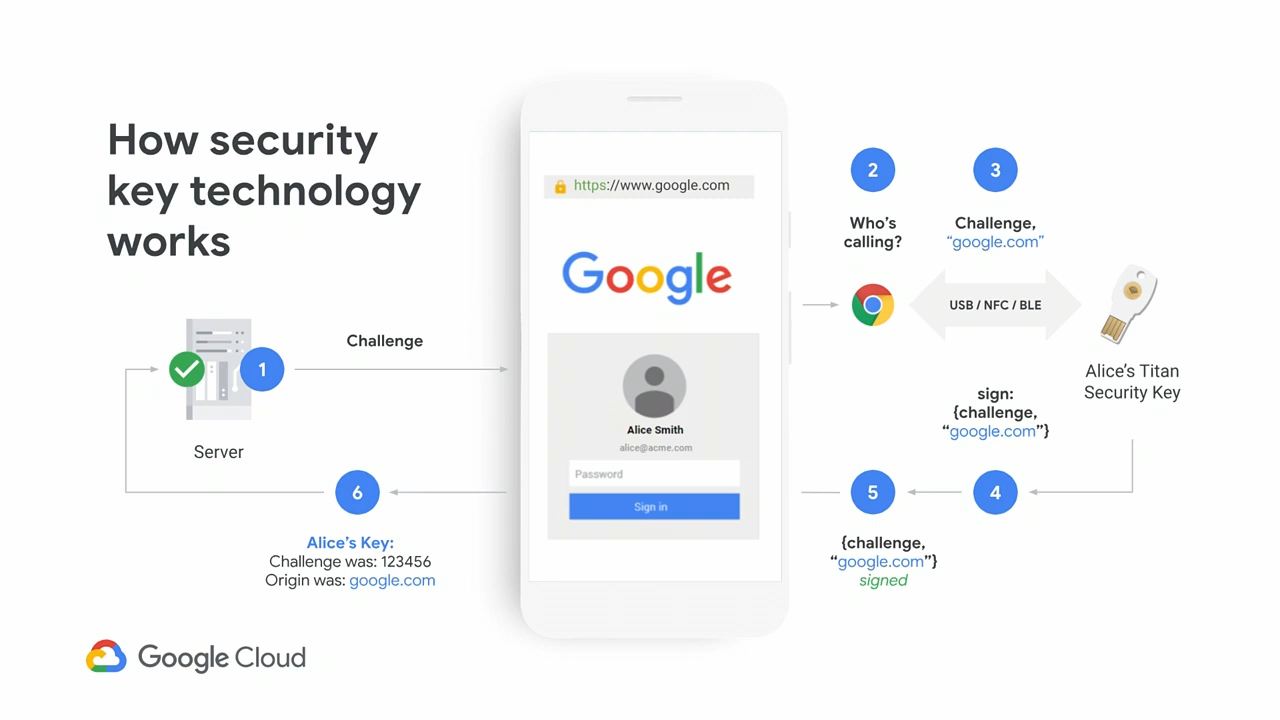 How security
key technology
works
1
Challenge
Server
https://www.google.com
Google
Alice Smith
alice@acme.com
Password
Sign in
2
Who's
calling?
3
Challenge,
“google.com”
USB / NFC / BLE
Alice’s Titan
Security Key
sign:
{challenge,
“google.com”}
4
5
{challenge,
“google.com”}
signed
6
Alice’s Key:
Challenge was: 123456
Origin was: google.com
Google Cloud